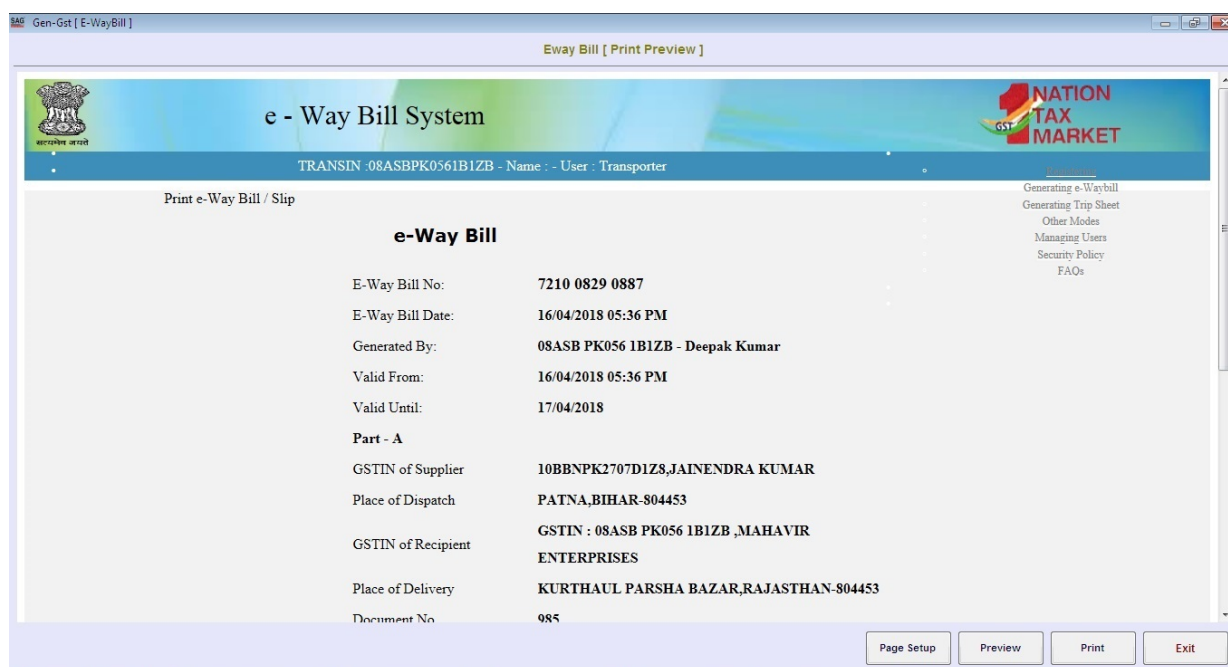 SAG Gen-Gst [ E-WayBill ]
Eway Bill [ Print Preview ]
सत्यमेव जयते
e - Way Bill System
GST
1 NATION
TAX
MARKET
TRANSIN :08ASBPK0561B1ZB - Name : - User : Transporter
Print e-Way Bill / Slip
Generating e-Waybill
Generating Trip Sheet
Other Modes
Managing Users
Security Policy
FAQs
e-Way Bill
E-Way Bill No: 7210 0829 0887
E-Way Bill Date: 16/04/2018 05:36 PM
Generated By: 08ASB PK056 1B1ZB - Deepak Kumar
Valid From: 16/04/2018 05:36 PM
Valid Until: 17/04/2018
Part - A
GSTIN of Supplier 10BBNPK2707D1Z8,JAINENDRA KUMAR
Place of Dispatch PATNA,BIHAR-804453
GSTIN of Recipient GSTIN : 08ASB PK056 1B1ZB ,MAHAVIR
ENTERPRISES
Place of Delivery KURTHAUL PARSHA BAZAR,RAJASTHAN-804453
Document No 985
Page Setup
Preview
Print
Exit